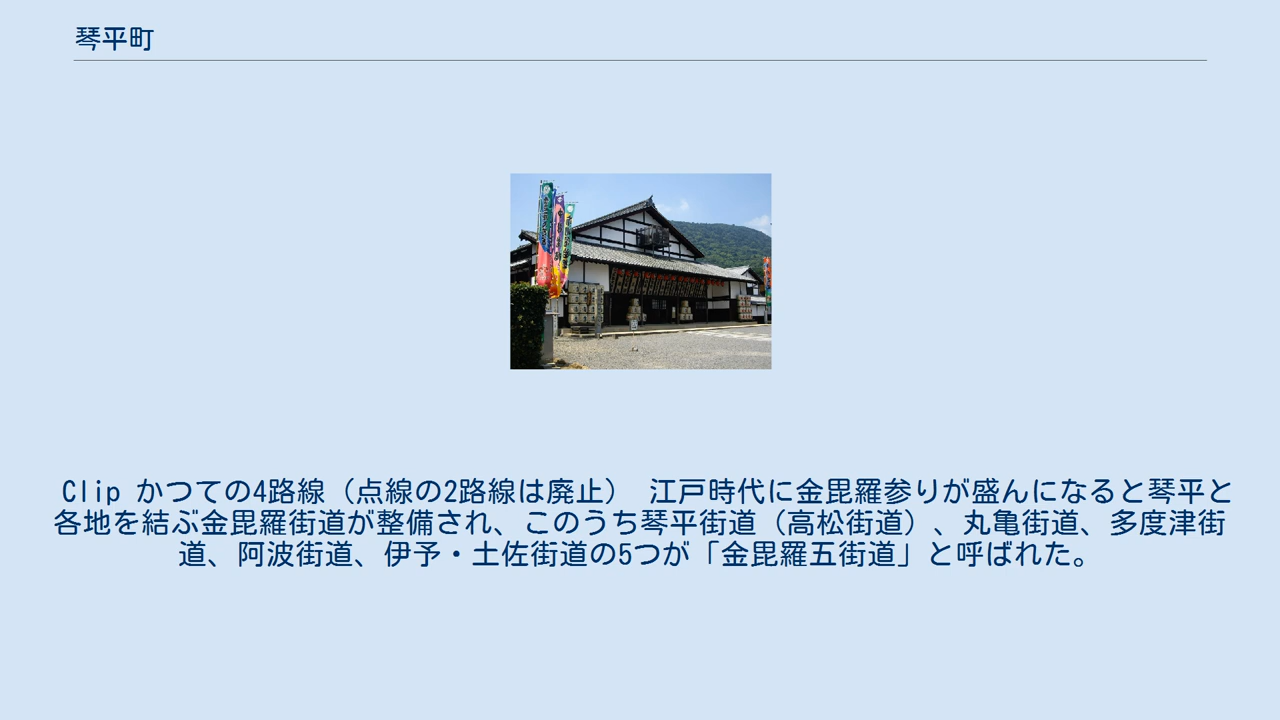 琴平町
Clip かつての4路線（点線の2路線は廃止） 江戸時代に金毘羅参りが盛んになると琴平と
各地を結ぶ金毘羅街道が整備され、このうち琴平街道（高松街道）、丸亀街道、多度津街
道、阿波街道、伊予・土佐街道の5つが「金毘羅五街道」と呼ばれた。